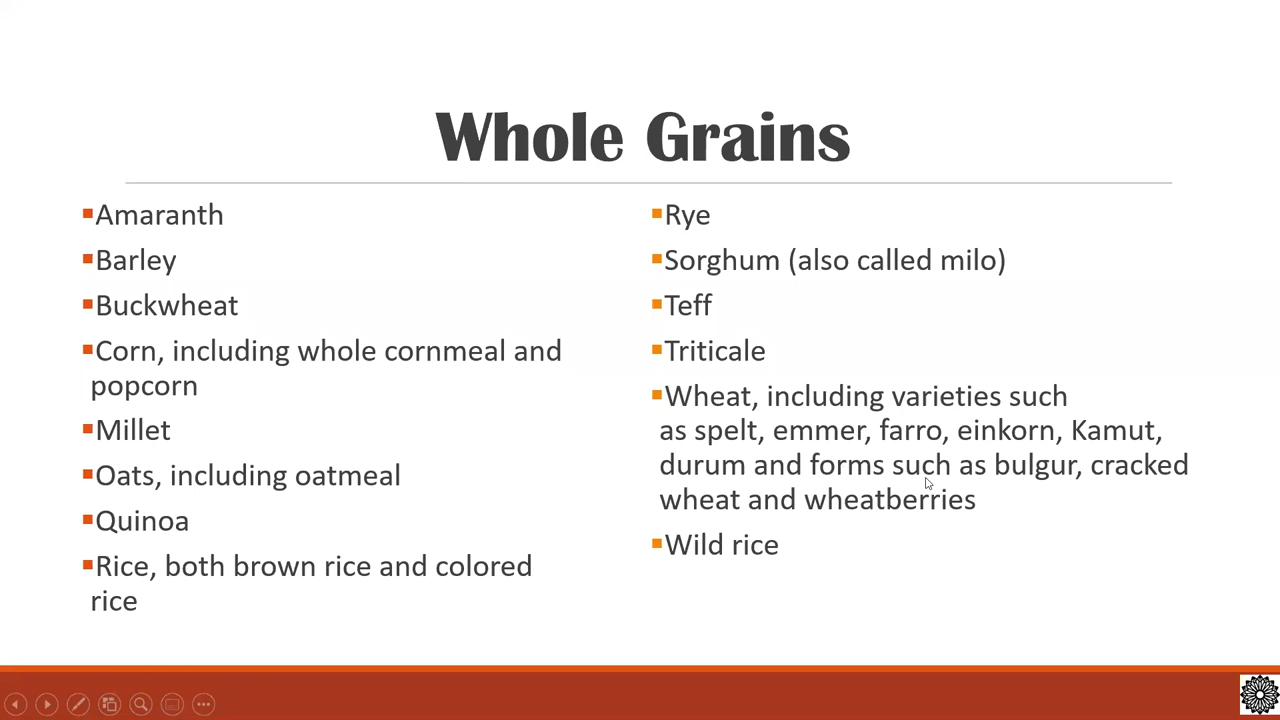 Whole Grains
Amaranth
Barley
Buckwheat
Corn, including whole cornmeal and
popcorn
Millet
Oats, including oatmeal
Quinoa
Rice, both brown rice and colored
rice
Rye
Sorghum (also called milo)
Teff
Triticale
Wheat, including varieties such
as spelt, emmer, farro, einkorn, Kamut,
durum and forms such as bulgur, cracked
wheat and wheatberries
Wild rice